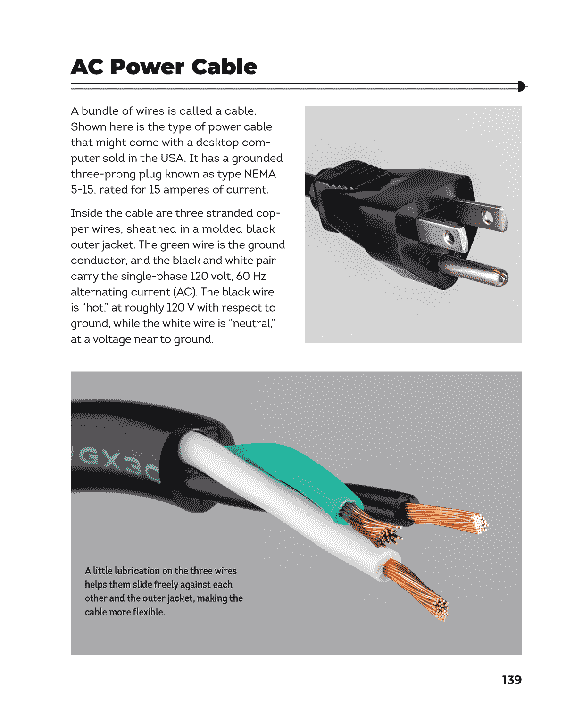 AC Power Cable
A bundle of wires is called a cable.
Shown here is the type of power cable
that might come with a desktop com-
puter sold in the USA. It has a grounded
three-prong plug known as type NEMA
5-15, rated for 15 amperes of current.
Inside the cable are three stranded cop-
per wires, sheathed in a molded black
outer jacket. The green wire is the ground
conductor, and the black and white pair
carry the single-phase 120 volt, 60 Hz
alternating current (AC). The black wire
is “hot,” at roughly 120 V with respect to
ground, while the white wire is “neutral,”
at a voltage near to ground.
A little lubrication on the three wires
helps them slide freely against each
other and the outer jacket, making the
cable more flexible.
139